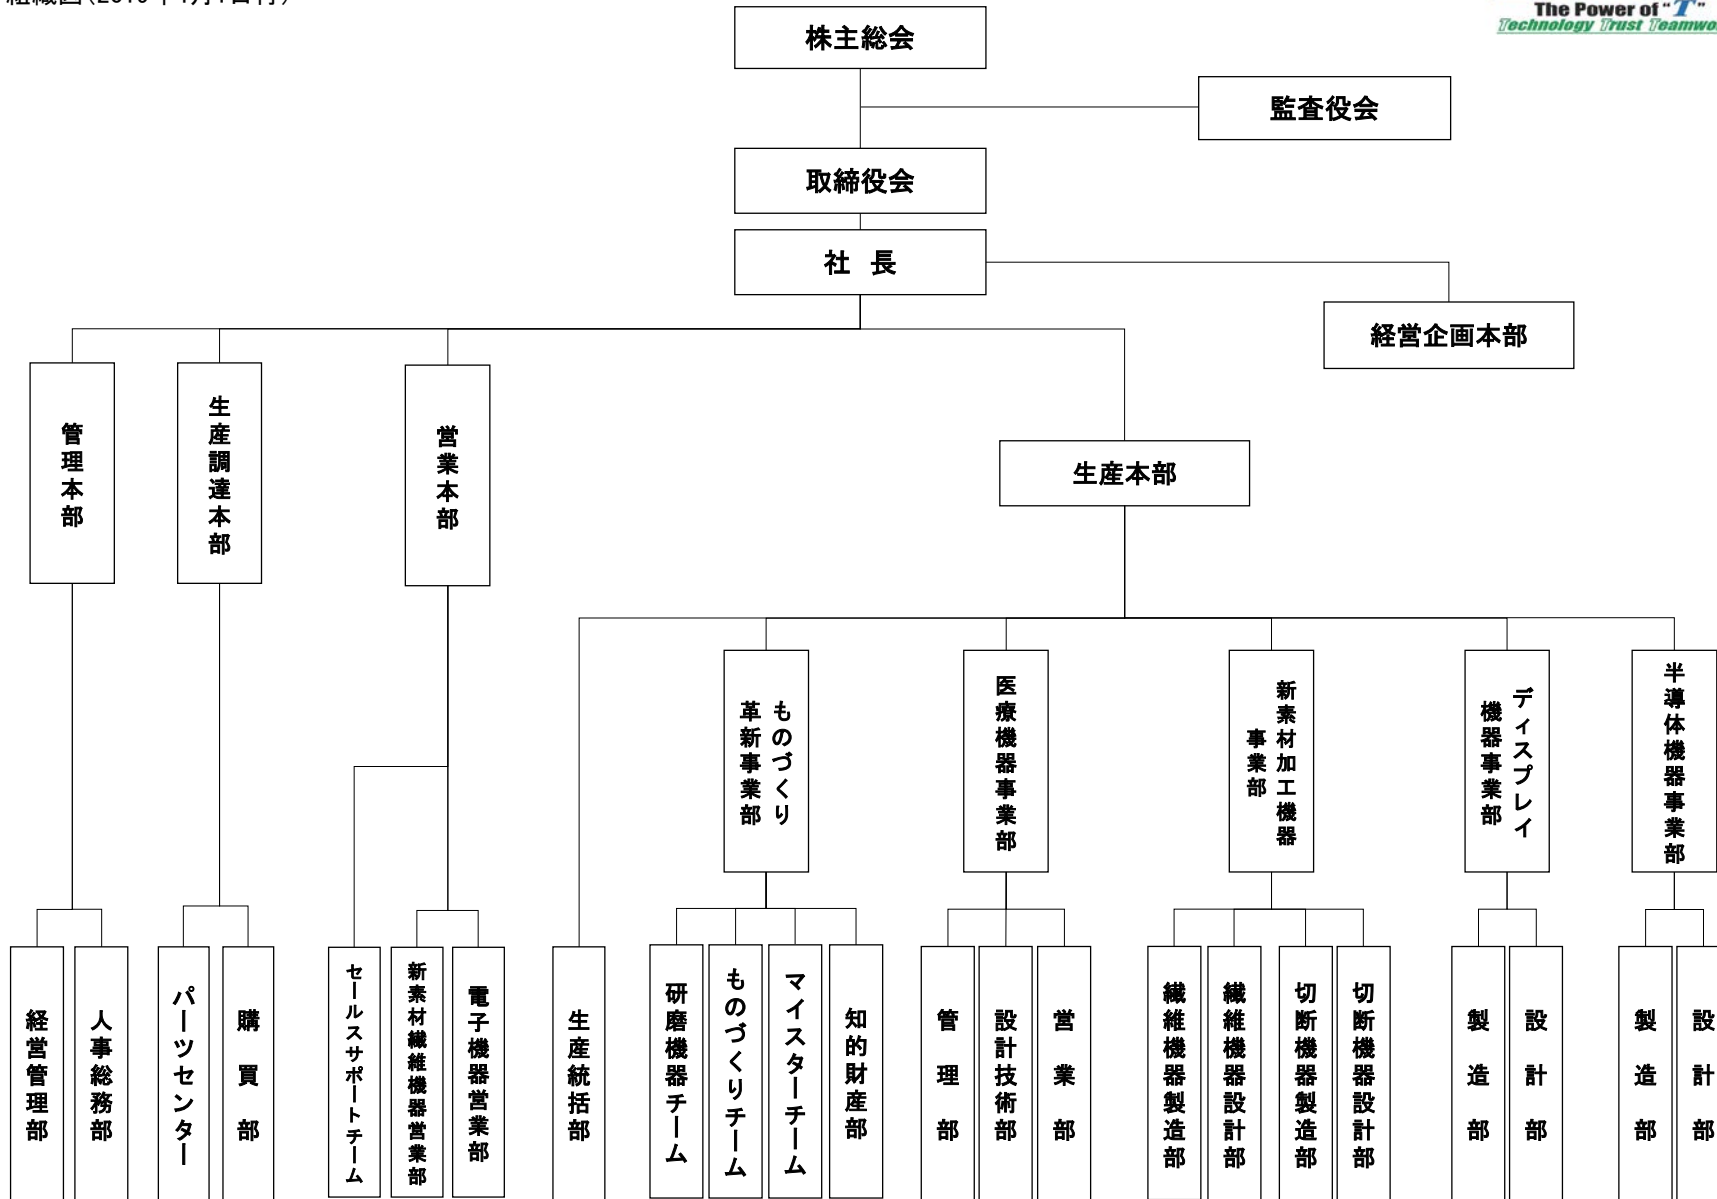 The Power of "T"
Technology Trust Teamwo
株主総会
監査役会
取締役会
社 長
経営企画本部
管理本部
生産調達本部
営業本部
生産本部
ものづくり
革新事業部
医療機器事業部
新素材加工機器
事業部
ディスプレイ
機器事業部
半導体機器事業部
経営管理部
人事総務部
パーツセンター
購買部
セールスサポートチーム
新素材繊維機器営業部
電子機器営業部
生産統括部
研磨機器チーム
ものづくりチーム
マイスターチーム
知的財産部
管理部
設計技術部
営業部
繊維機器製造部
繊維機器設計部
切断機器製造部
切断機器設計部
製造部
設計部
製造部
設計部